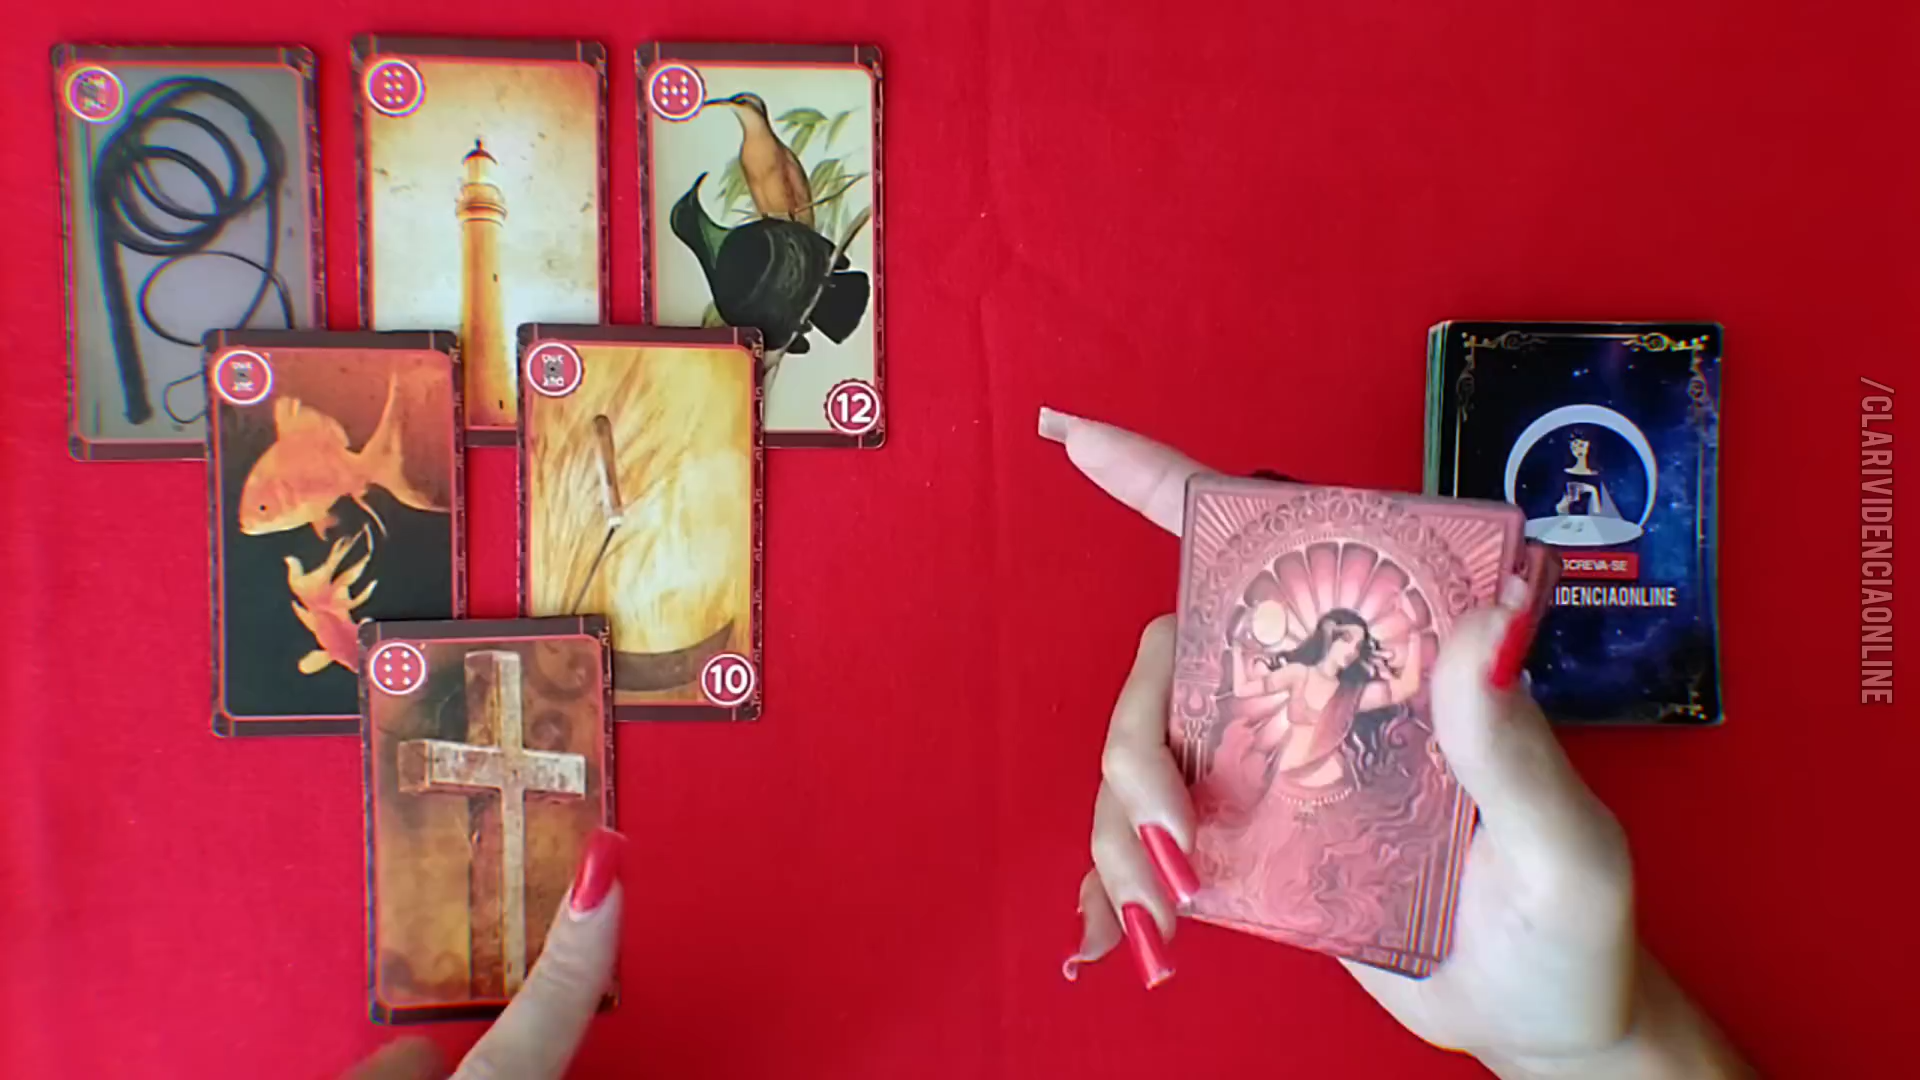 12
10
SCREVA-SE
IDENCIAONLINE
/CLARIVIDENCIAONLINE